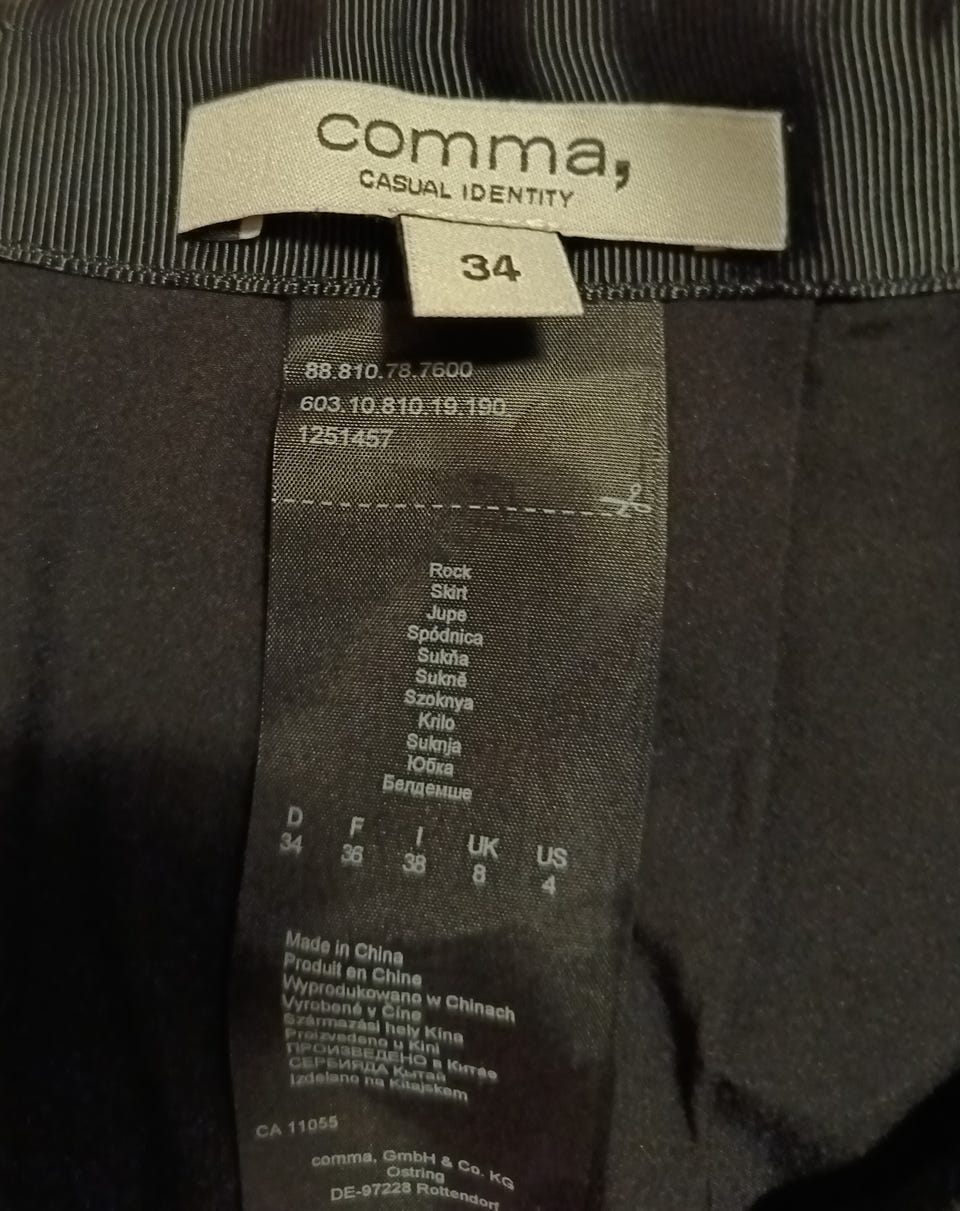 comma,
CASUAL IDENTITY
34
88.810.78.7600
603.10.810.19.190
1251457
Rock
Skirt
Jupe
Spódnica
Sukňa
Sukně
Szoknya
Krilo
Suknja
Юбка
Белдемше
D F I UK US
34 36 38 8 4
Made in China
Produit en Chine
Wyprodukowano w Chinach
Vyrobené v Číne
Származási hely Kína
Proizvedeno u Kini
ПРОИЗВЕДЕНО в Китае
СЕРБИЯДА Кытай
Izdelano na Kitajskem
CA 11055
comma, GmbH & Co. KG
Ostring
DE-97228 Rottendorf